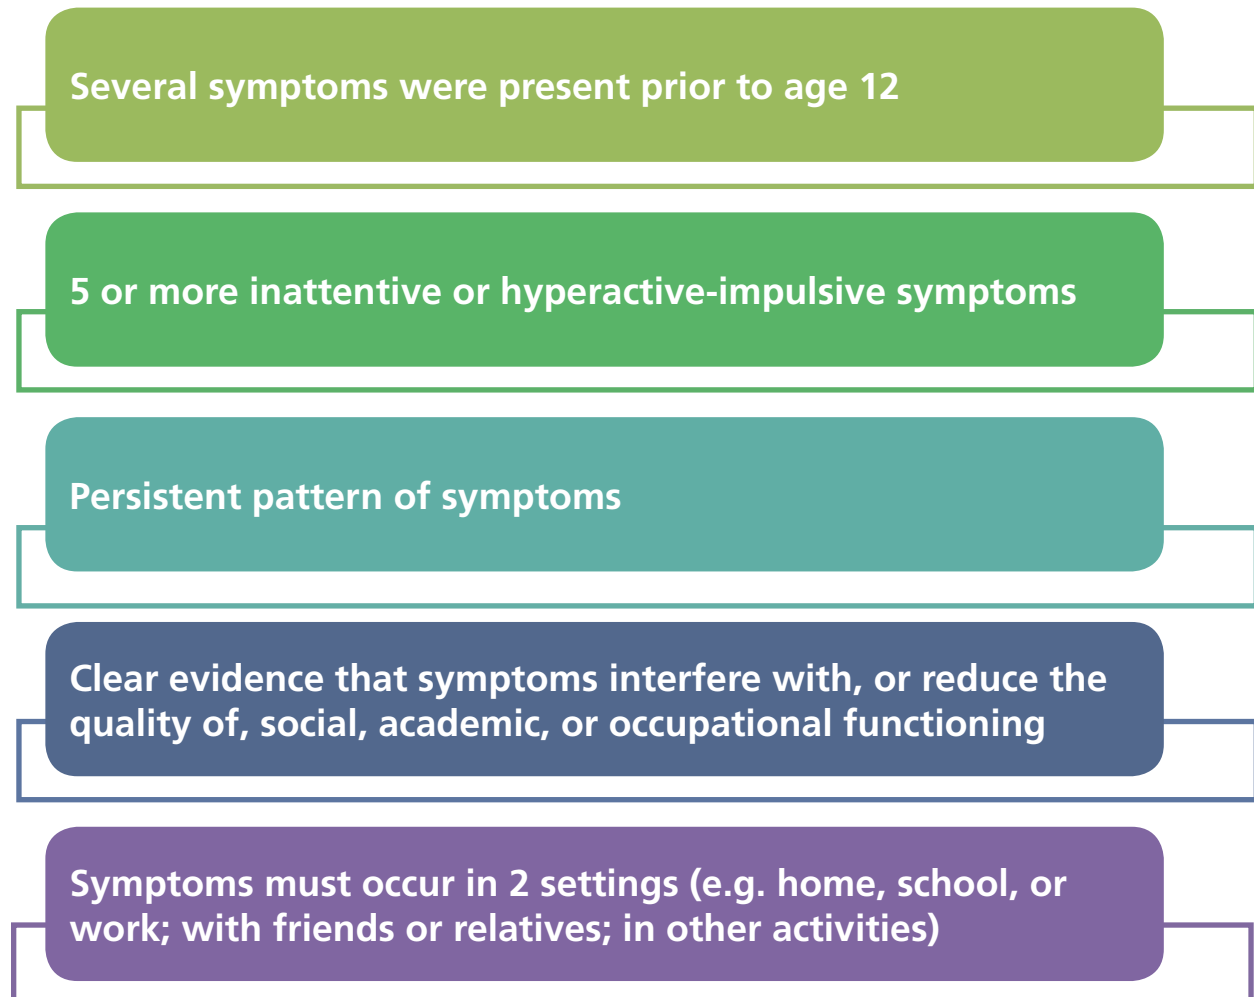 Several symptoms were present prior to age 12
5 or more inattentive or hyperactive-impulsive symptoms
Persistent pattern of symptoms
Clear evidence that symptoms interfere with, or reduce the
quality of, social, academic, or occupational functioning
Symptoms must occur in 2 settings (e.g. home, school, or
work; with friends or relatives; in other activities)